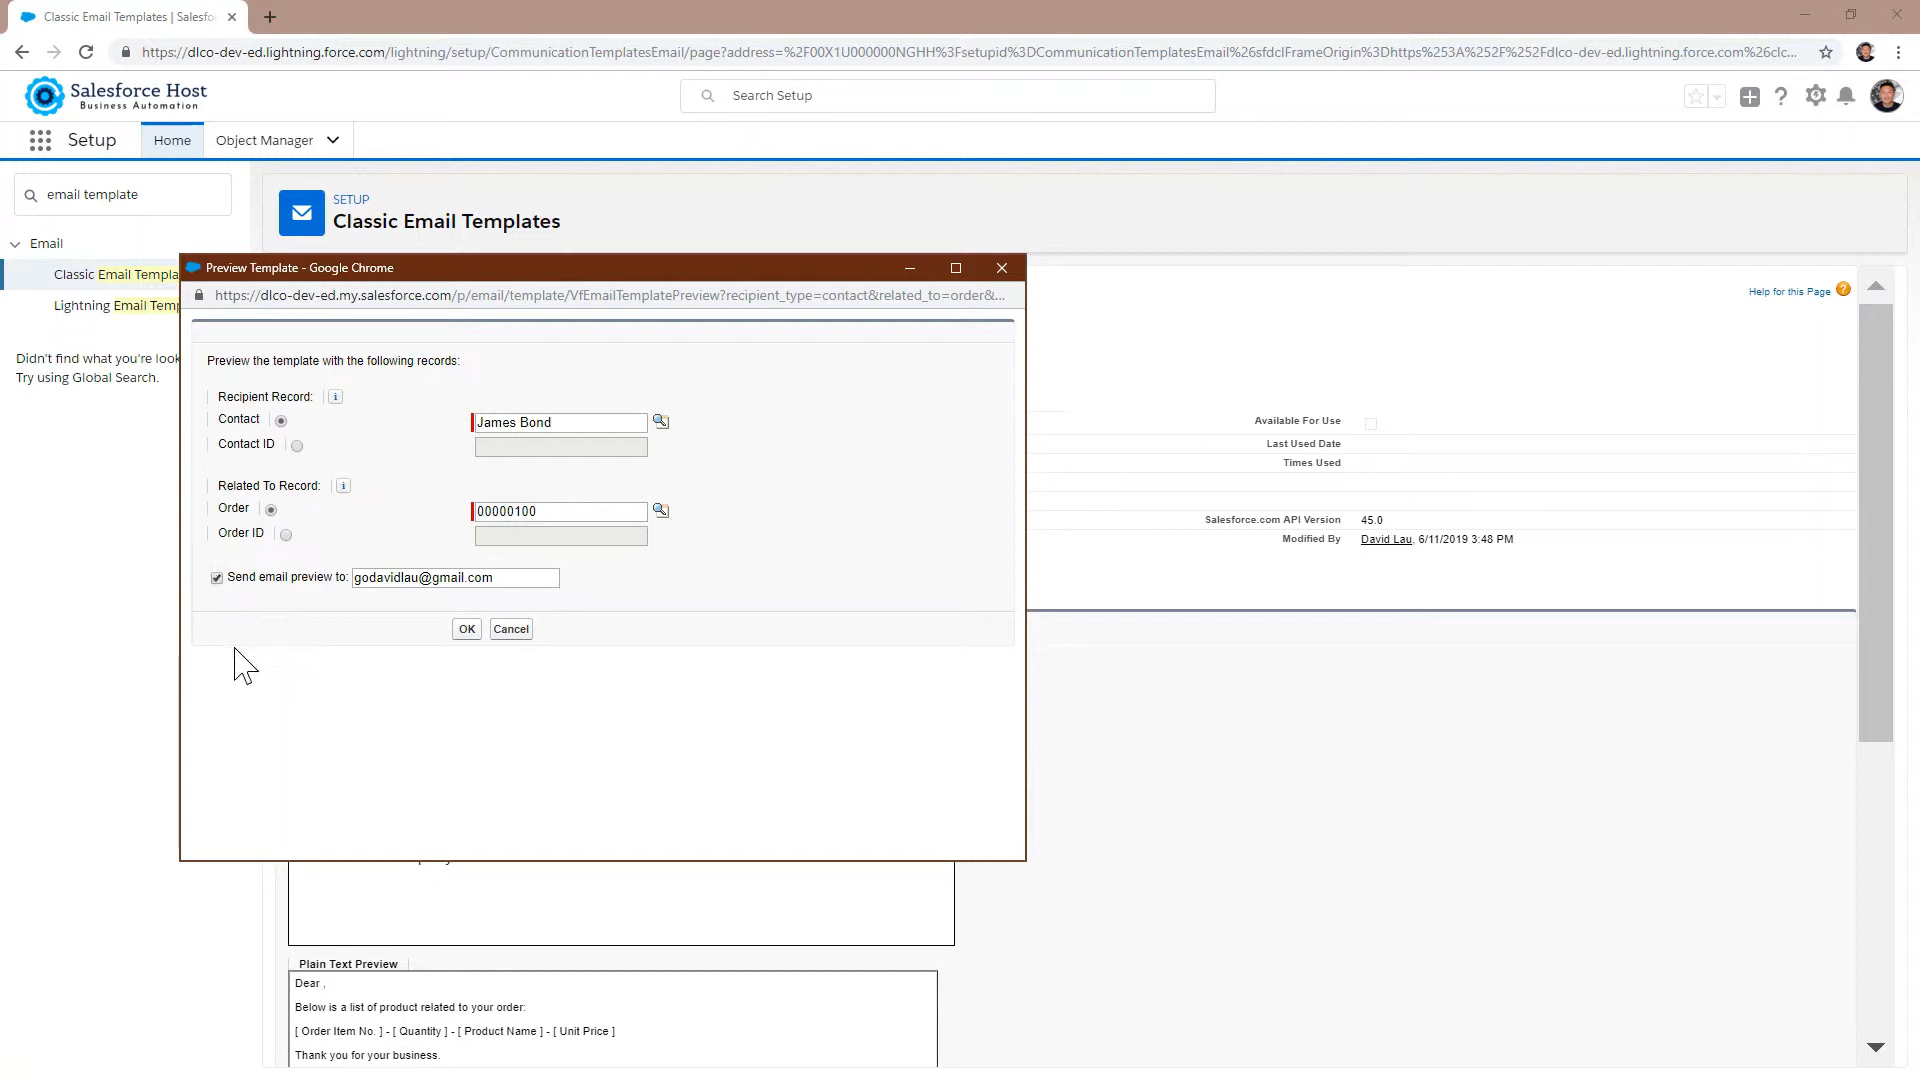 Classic Email Templates | Salesfo
https://dlco-dev-ed.lightning.force.com/lightning/setup/CommunicationTemplatesEmail/page?address=%2F00X1U000000NGHH%3Fsetupid%3DCommunicationTemplatesEmail%26sfdcIFrameOrigin%3Dhttps%253A%252F%252Fdlco-dev-ed.lightning.force.com%26clc...
Salesforce Host
Business Automation
Search Setup
Setup
Home
Object Manager
email template
SETUP
Classic Email Templates
Email
Classic Email Templa
Lightning Email Temp
Didn't find what you're look
Try using Global Search.
Preview Template - Google Chrome
https://dlco-dev-ed.my.salesforce.com/p/email/template/VfEmailTemplatePreview?recipient_type=contact&related_to=order&...
Help for this Page
Preview the template with the following records:
Recipient Record:
Contact
James Bond
Contact ID
Related To Record:
Order
00000100
Order ID
Send email preview to: godavidlau@gmail.com
OK Cancel
Available For Use
Last Used Date
Times Used
Salesforce.com API Version 45.0
Modified By David Lau, 6/11/2019 3:48 PM
Plain Text Preview
Dear ,
Below is a list of product related to your order:
[ Order Item No. ] - [ Quantity ] - [ Product Name ] - [ Unit Price ]
Thank you for your business.